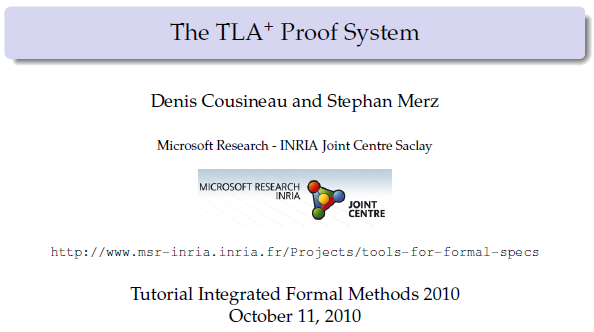 The TLA+ Proof System
Denis Cousineau and Stephan Merz
Microsoft Research - INRIA Joint Centre Saclay
MICROSOFT RESEARCH
INRIA
JOINT
CENTRE
http://www.msr-inria.inria.fr/Projects/tools-for-formal-specs
Tutorial Integrated Formal Methods 2010
October 11, 2010